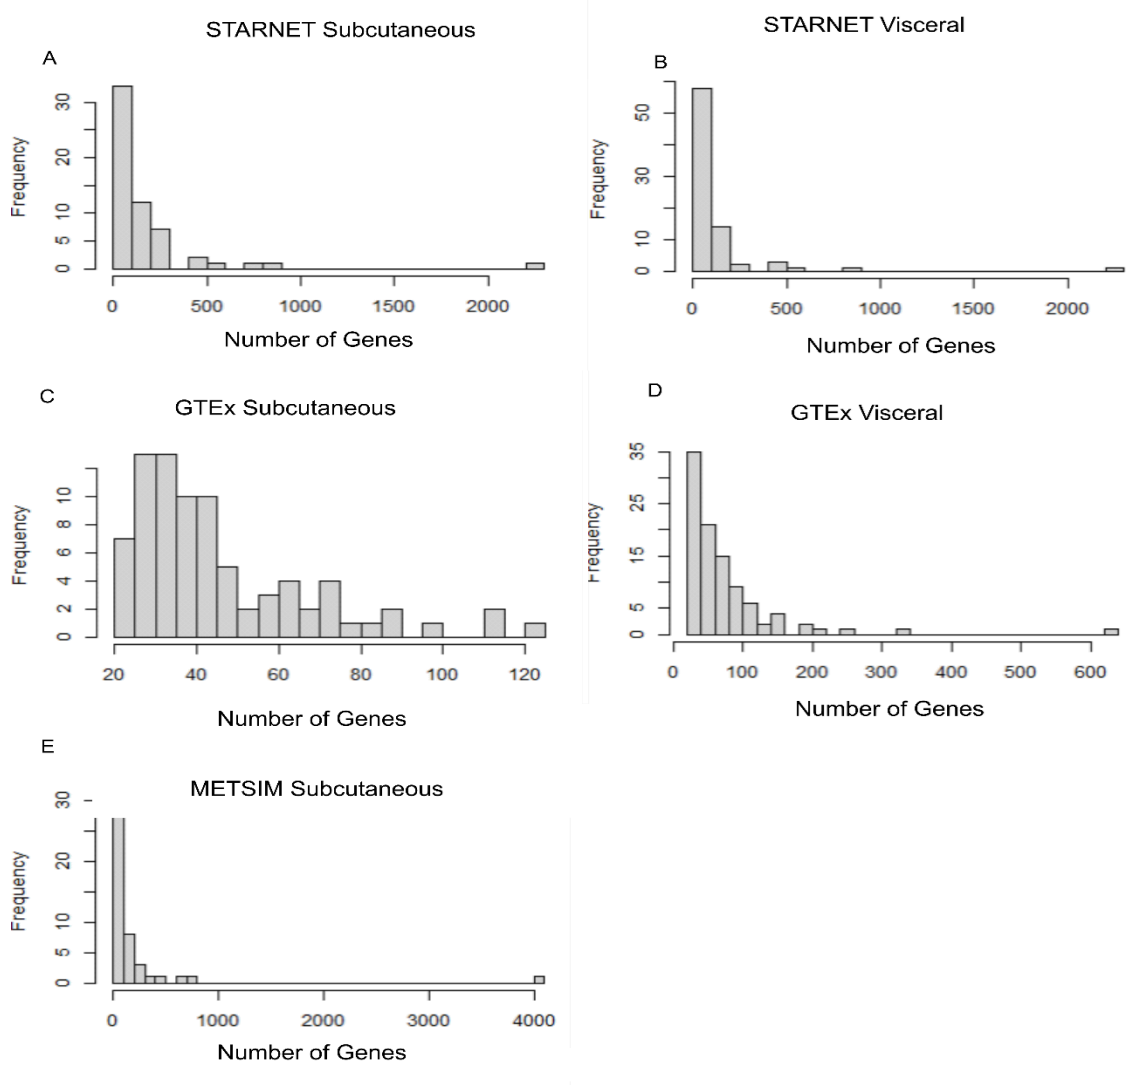 STARNET Subcutaneous
STARNET Visceral
A
B
Frequency
0 5 10 20 30
0 500 1000 1500 2000
Number of Genes
Frequency
0 10 30 50
0 500 1000 1500 2000
Number of Genes
C
D
GTEx Subcutaneous
GTEx Visceral
Frequency
0 2 4 6 8 10
20 40 60 80 100 120
Number of Genes
Frequency
0 5 15 25 35
0 100 200 300 400 500 600
Number of Genes
E
METSIM Subcutaneous
Frequency
0 5 10 20 30
0 1000 2000 3000 4000
Number of Genes